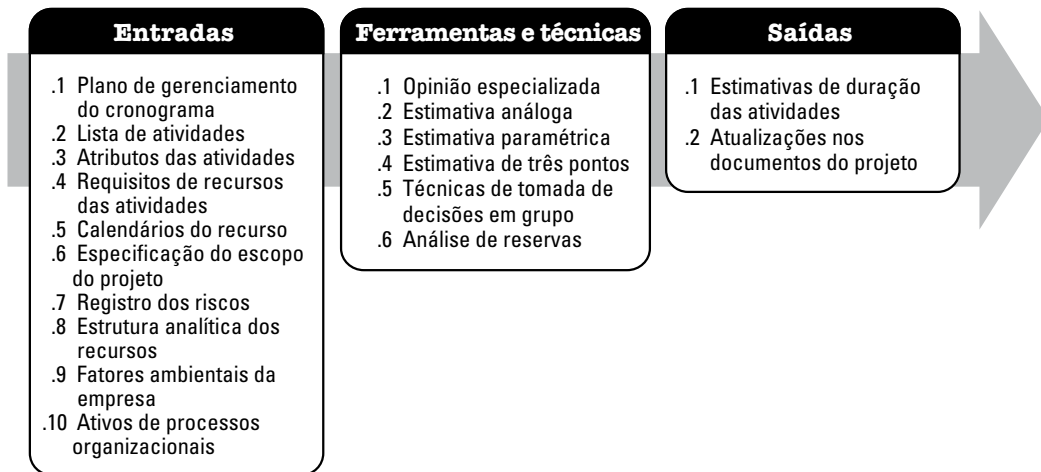 Entradas
.1 Plano de gerenciamento
do cronograma
.2 Lista de atividades
.3 Atributos das atividades
.4 Requisitos de recursos
das atividades
.5 Calendários do recurso
.6 Especificação do escopo
do projeto
.7 Registro dos riscos
.8 Estrutura analítica dos
recursos
.9 Fatores ambientais da
empresa
.10 Ativos de processos
organizacionais
Ferramentas e técnicas
.1 Opinião especializada
.2 Estimativa análoga
.3 Estimativa paramétrica
.4 Estimativa de três pontos
.5 Técnicas de tomada de
decisões em grupo
.6 Análise de reservas
Saídas
.1 Estimativas de duração
das atividades
.2 Atualizações nos
documentos do projeto